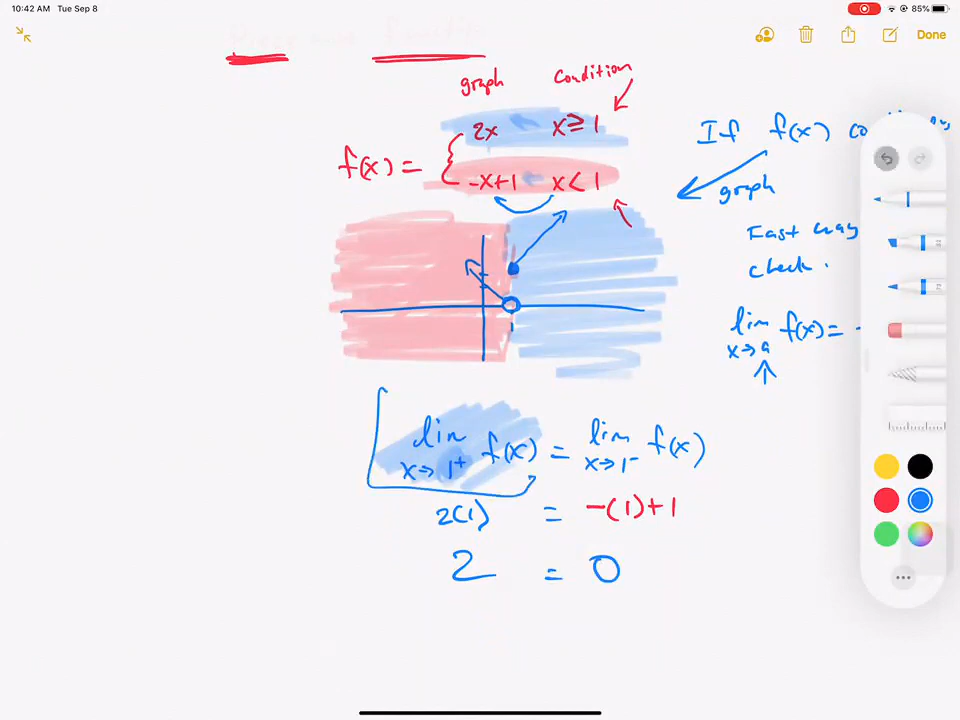 10:42 AM Tue Sep 8
85%
Done
graph condition
f(x) = { 2x x ≥ 1
-x+1 x < 1
If f(x)
graph
Fast way
check.
lim f(x) =
x→a
lim f(x) = lim f(x)
x→1⁺ x→1⁻
2(1) = -(1)+1
2 = 0